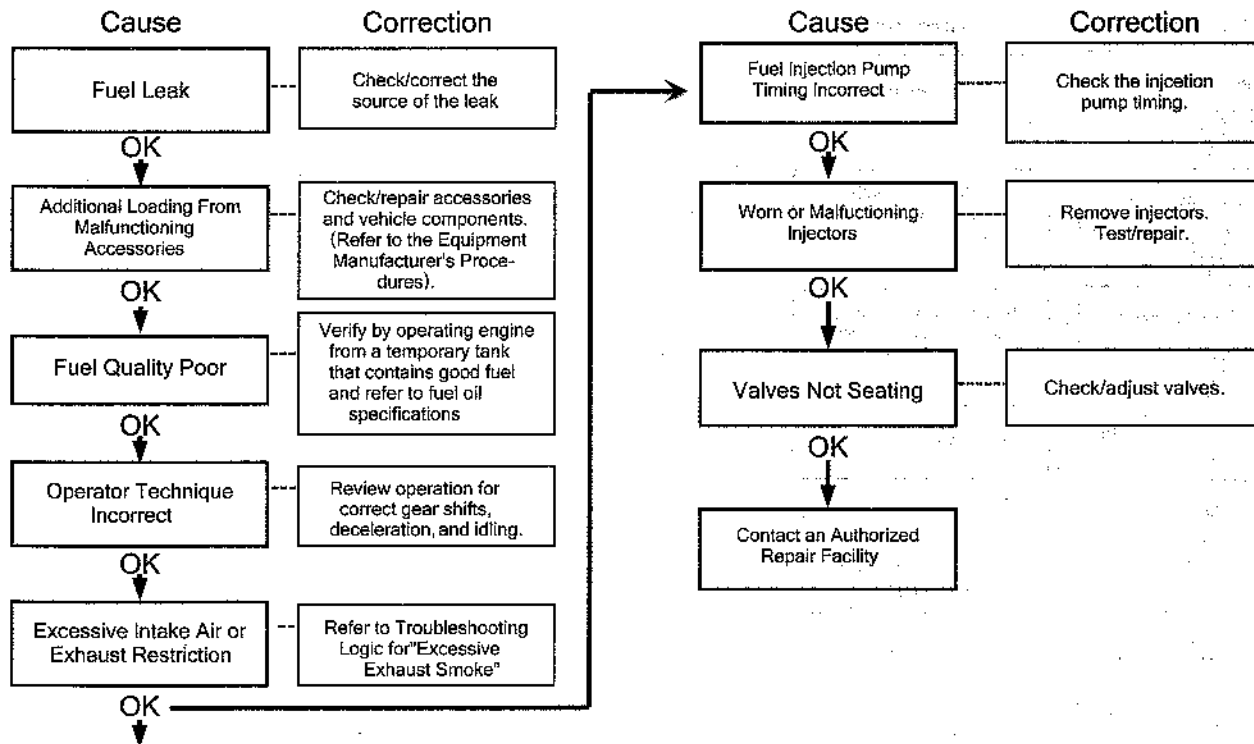 Cause
Correction
Fuel Leak
Check/correct the
source of the leak
OK
Additional Loading From
Malfunctioning
Accessories
Check/repair accessories
and vehicle components.
(Refer to the Equipment
Manufacturer's Proce-
dures).
OK
Fuel Quality Poor
Verify by operating engine
from a temporary tank
that contains good fuel
and refer to fuel oil
specifications
OK
Operator Technique
Incorrect
Review operation for
correct gear shifts,
deceleration, and idling.
OK
Excessive Intake Air or
Exhaust Restriction
Refer to Troubleshooting
Logic for"Excessive
Exhaust Smoke"
OK
Cause
Correction
Fuel Injection Pump
Timing Incorrect
Check the injcetion
pump timing.
OK
Worn or Malfuctioning
Injectors
Remove injectors.
Test/repair.
OK
Valves Not Seating
Check/adjust valves.
OK
Contact an Authorized
Repair Facility